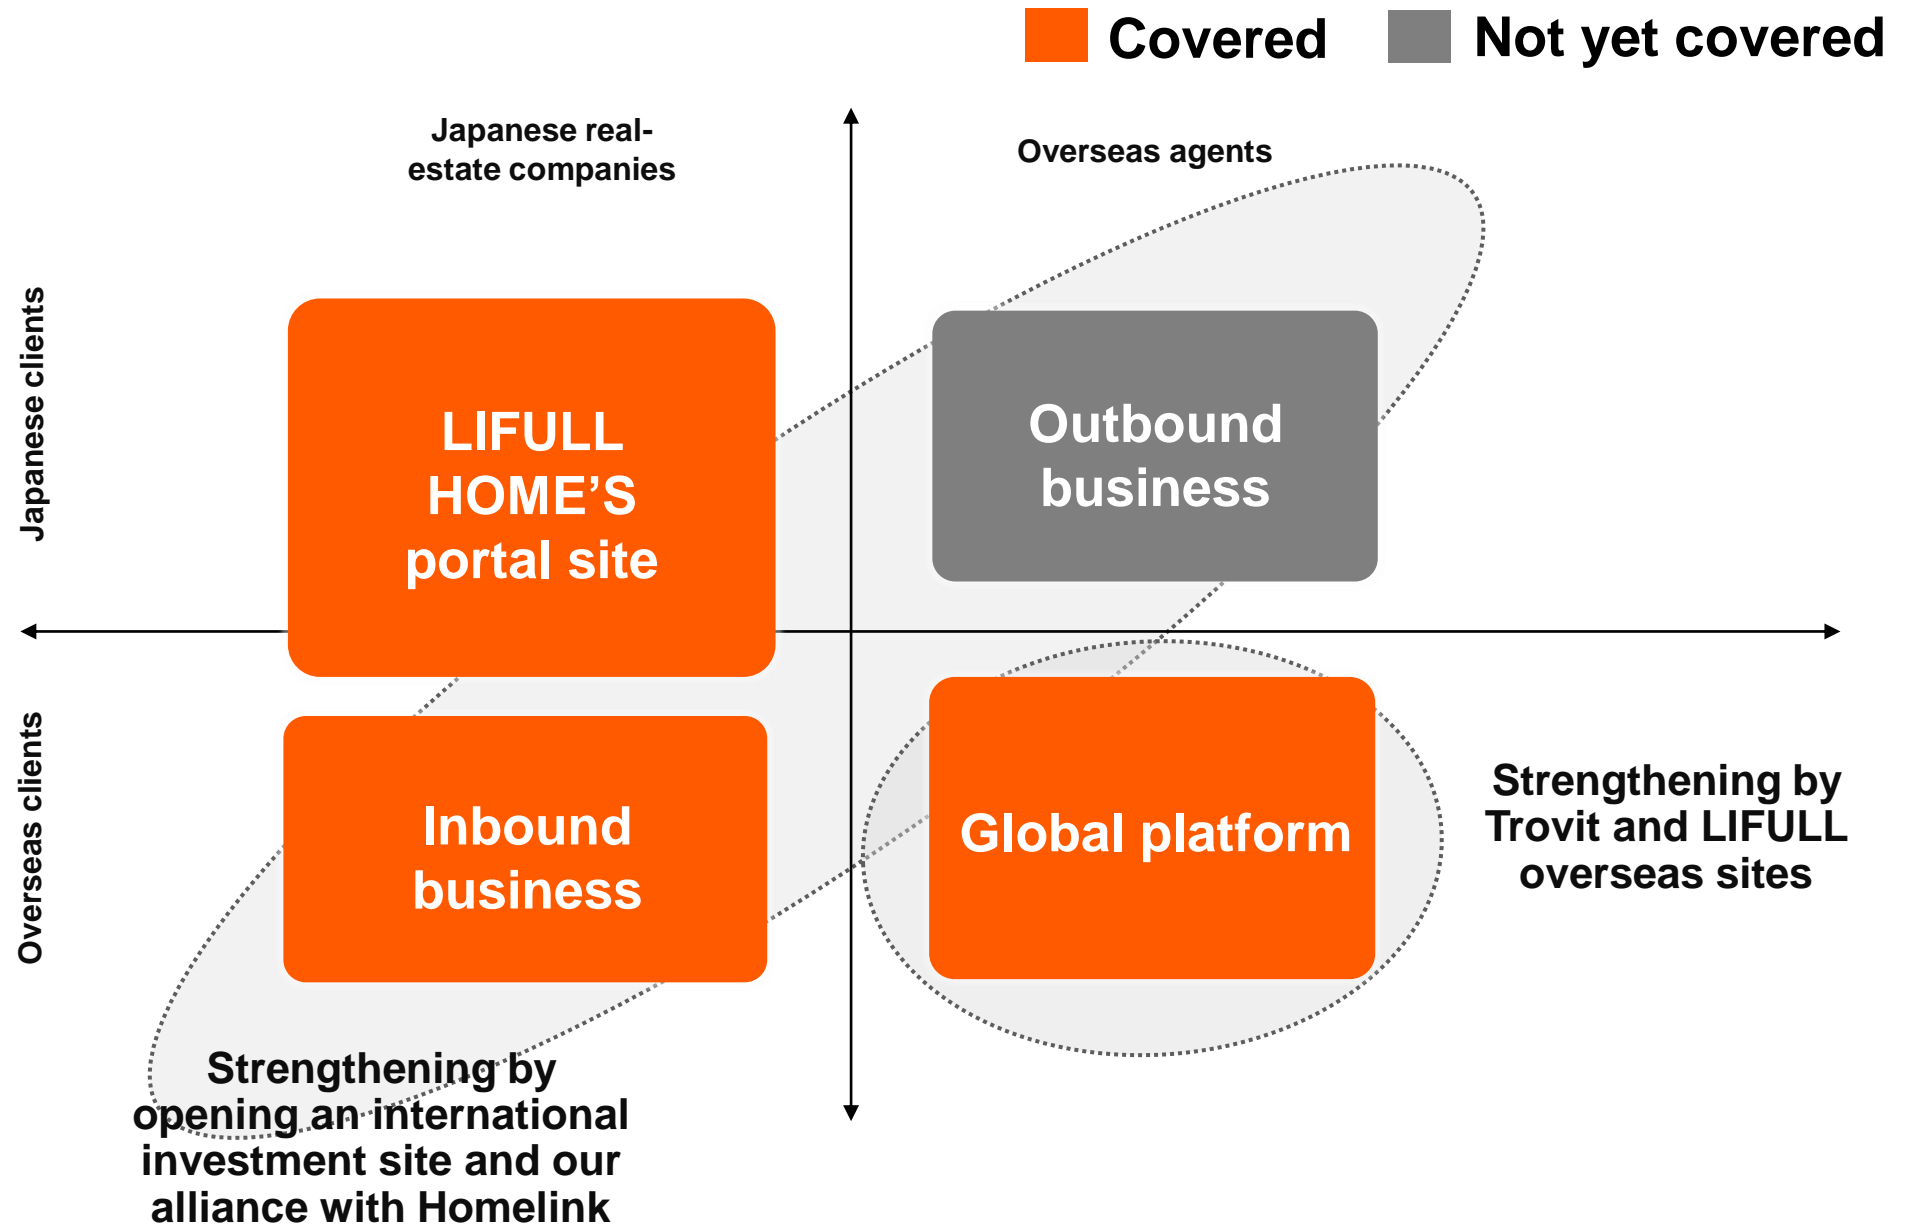 Covered
Not yet covered
Japanese real-
estate companies
Overseas agents
Japanese clients
LIFULL
HOME’S
portal site
Outbound
business
Overseas clients
Inbound
business
Global platform
Strengthening by
Trovit and LIFULL
overseas sites
Strengthening by
opening an international
investment site and our
alliance with Homelink